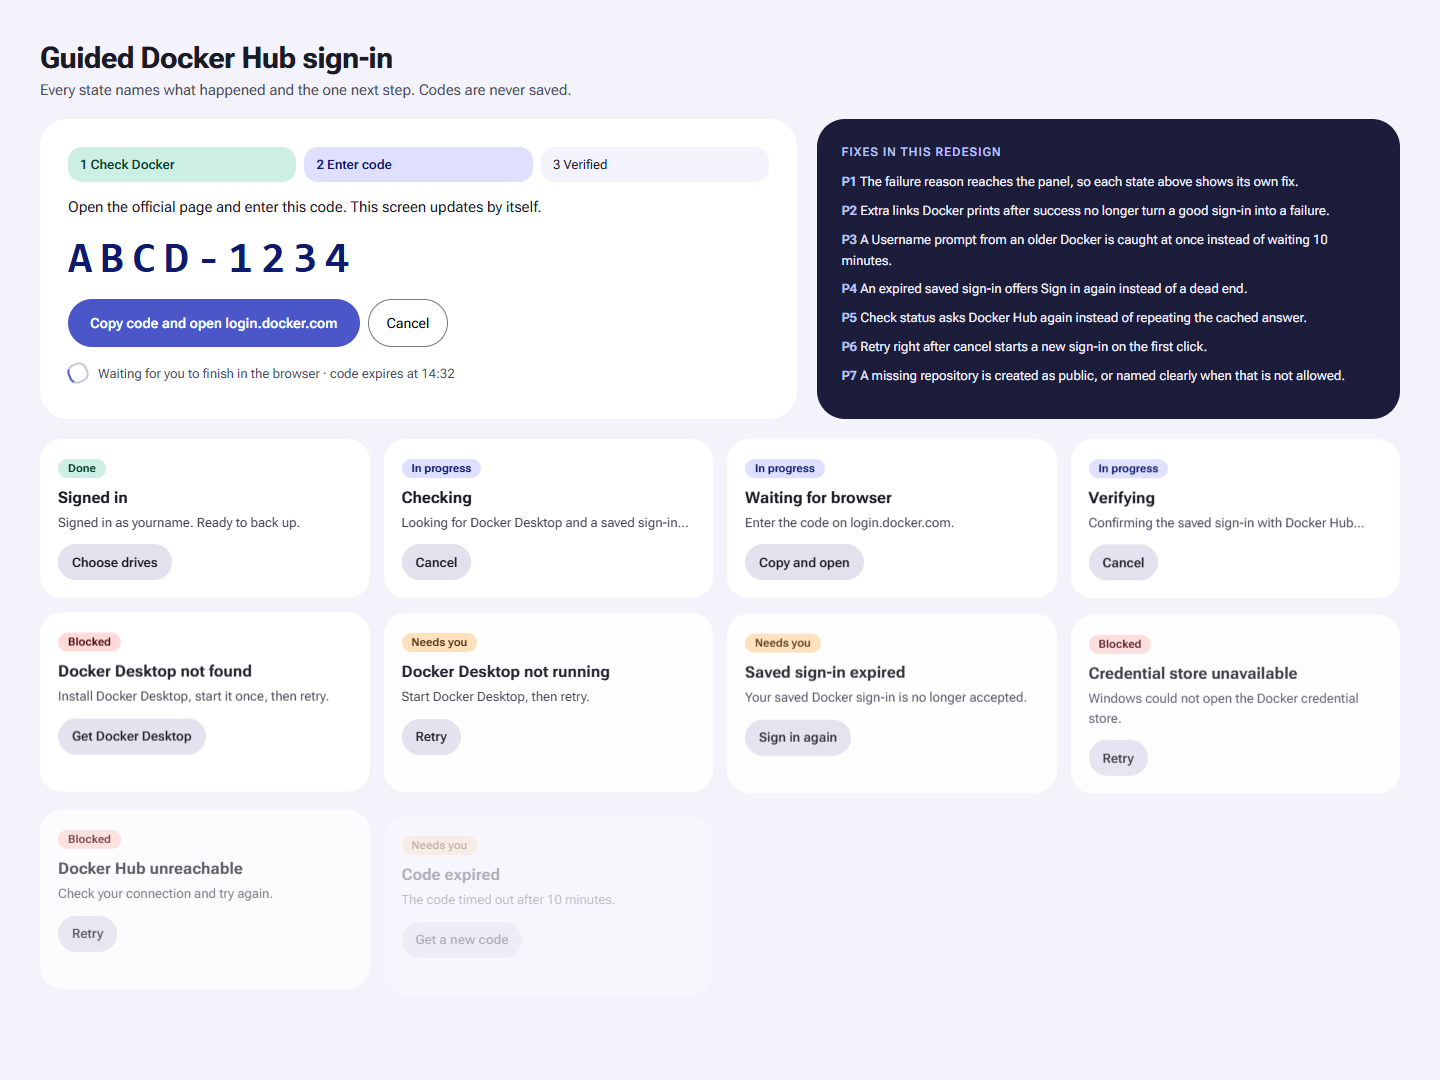 Guided Docker Hub sign-in
Every state names what happened and the one next step. Codes are never saved.
1 Check Docker
2 Enter code
3 Verified
Open the official page and enter this code. This screen updates by itself.
ABCD-1234
Copy code and open login.docker.com
Cancel
Waiting for you to finish in the browser · code expires at 14:32
FIXES IN THIS REDESIGN
P1 The failure reason reaches the panel, so each state above shows its own fix.
P2 Extra links Docker prints after success no longer turn a good sign-in into a failure.
P3 A Username prompt from an older Docker is caught at once instead of waiting 10
minutes.
P4 An expired saved sign-in offers Sign in again instead of a dead end.
P5 Check status asks Docker Hub again instead of repeating the cached answer.
P6 Retry right after cancel starts a new sign-in on the first click.
P7 A missing repository is created as public, or named clearly when that is not allowed.
Done
Signed in
Signed in as yourname. Ready to back up.
Choose drives
In progress
Checking
Looking for Docker Desktop and a saved sign-in...
Cancel
In progress
Waiting for browser
Enter the code on login.docker.com.
Copy and open
In progress
Verifying
Confirming the saved sign-in with Docker Hub...
Cancel
Blocked
Docker Desktop not found
Install Docker Desktop, start it once, then retry.
Get Docker Desktop
Needs you
Docker Desktop not running
Start Docker Desktop, then retry.
Retry
Needs you
Saved sign-in expired
Your saved Docker sign-in is no longer accepted.
Sign in again
Blocked
Credential store unavailable
Windows could not open the Docker credential
store.
Retry
Blocked
Docker Hub unreachable
Check your connection and try again.
Retry
Needs you
Code expired
The code timed out after 10 minutes.
Get a new code